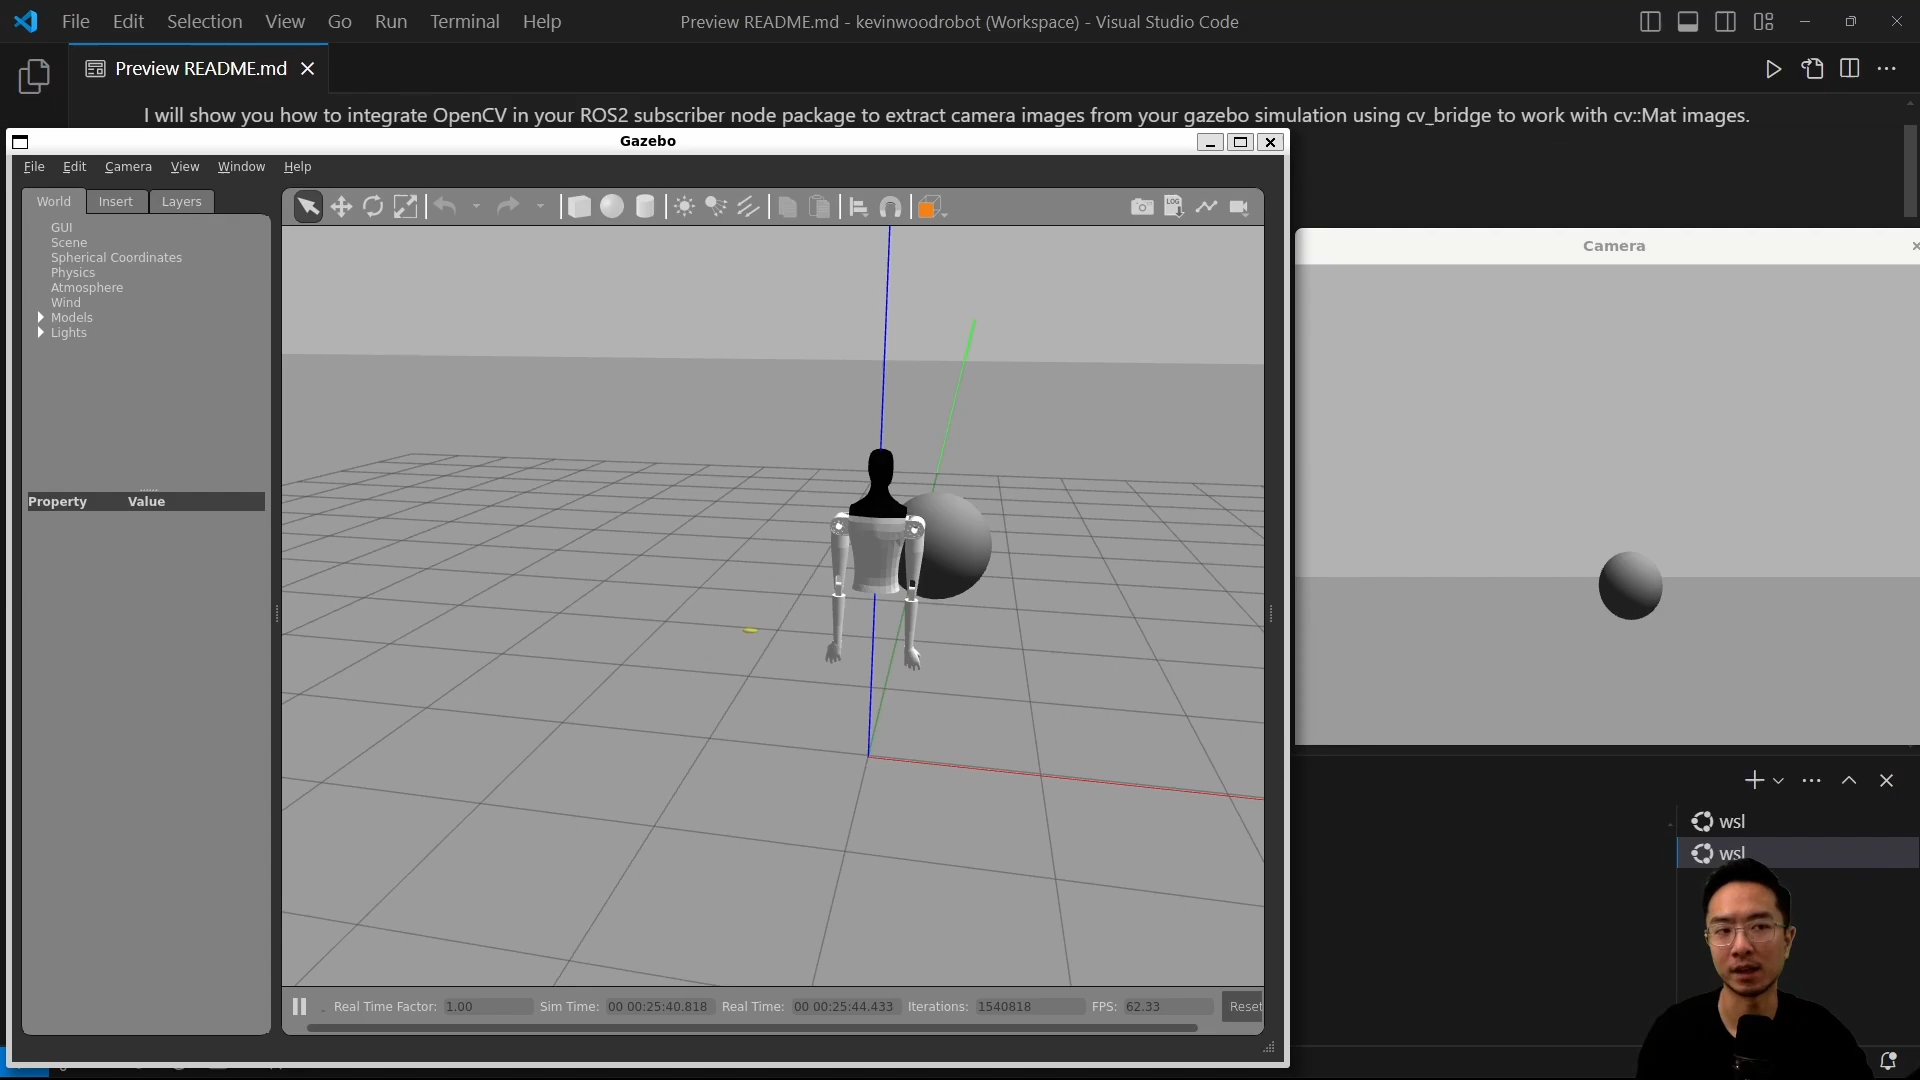 File Edit Selection View Go Run Terminal Help
Preview README.md - kevinwoodrobot (Workspace) - Visual Studio Code
Preview README.md
I will show you how to integrate OpenCV in your ROS2 subscriber node package to extract camera images from your gazebo simulation using cv_bridge to work with cv::Mat images.
Gazebo
File Edit Camera View Window Help
World Insert Layers
LOG
GUI
Scene
Spherical Coordinates
Physics
Atmosphere
Wind
Models
Lights
Property Value
Camera
wsl
wsl
Real Time Factor: 1.00 Sim Time: 00 00:25:40.818 Real Time: 00 00:25:44.433 Iterations: 1540818 FPS: 62.33 Reset